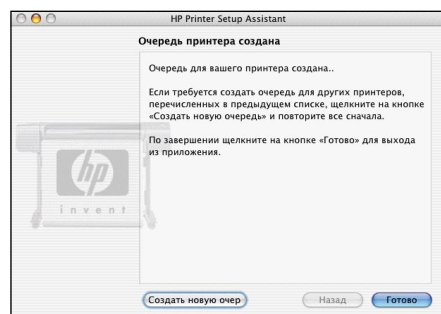 HP Printer Setup Assistant
Очередь принтера создана
Очередь для вашего принтера создана..
Если требуется создать очередь для других принтеров,
перечисленных в предыдущем списке, щелкните на кнопке
«Создать новую очередь» и повторите все сначала.
По завершении щелкните на кнопке «Готово» для выхода
из приложения.
hp
invent
Создать новую очер
Назад
Готово